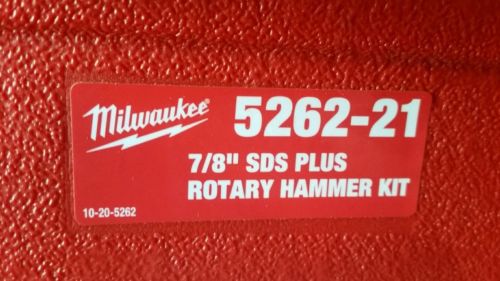 Milwaukee®
5262-21
7/8" SDS PLUS
ROTARY HAMMER KIT
10-20-5262